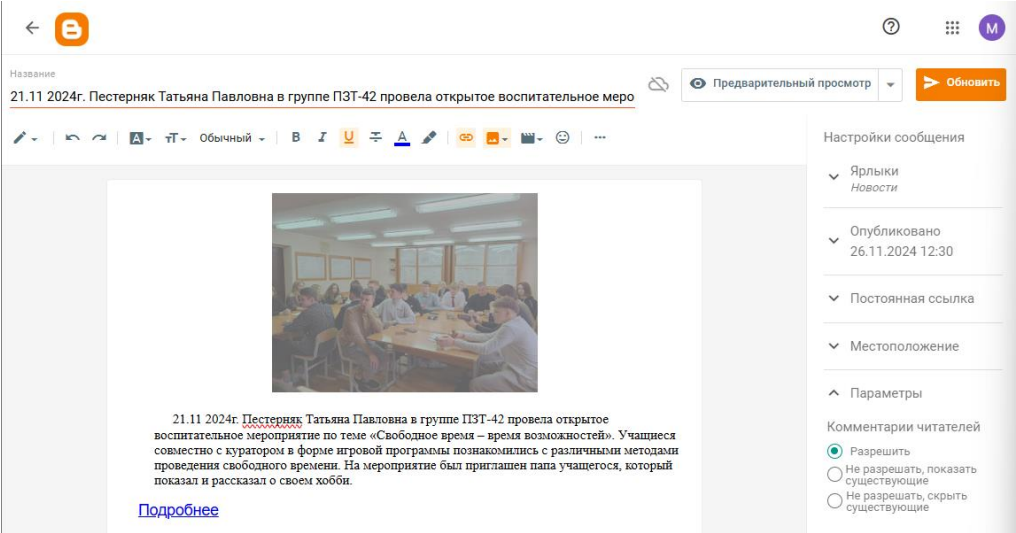 Название
21.11 2024г. Пестерняк Татьяна Павловна в группе ПЗТ-42 провела открытое воспитательное меро
Предварительный просмотр
Обновить
M
Обычный
B I U A
Настройки сообщения
Ярлыки
Новости
Опубликовано
26.11.2024 12:30
Постоянная ссылка
Местоположение
Параметры
Комментарии читателей
Разрешить
Не разрешать, показать
существующие
Не разрешать, скрыть
существующие
21.11 2024г. Пестерняк Татьяна Павловна в группе ПЗТ-42 провела открытое
воспитательное мероприятие по теме «Свободное время – время возможностей». Учащиеся
совместно с куратором в форме игровой программы познакомились с различными методами
проведения свободного времени. На мероприятие был приглашен папа учащегося, который
показал и рассказал о своем хобби.
Подробнее